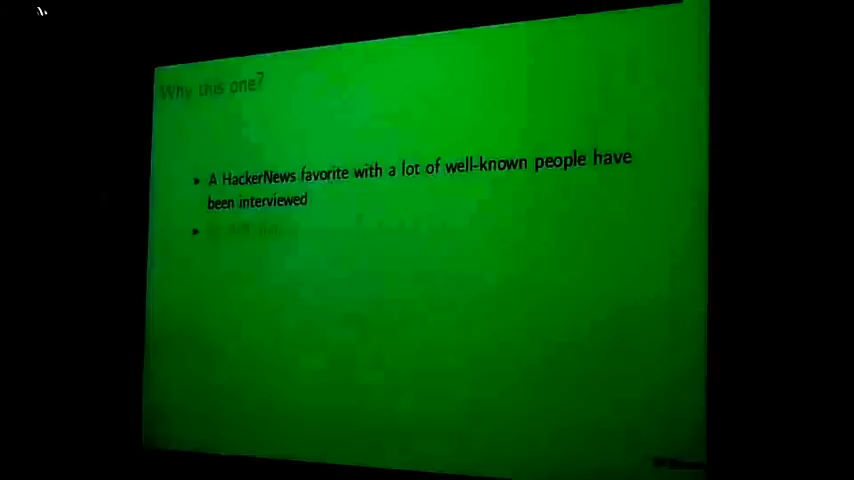 Why this one?
A HackerNews favorite with a lot of well-known people have
been interviewed